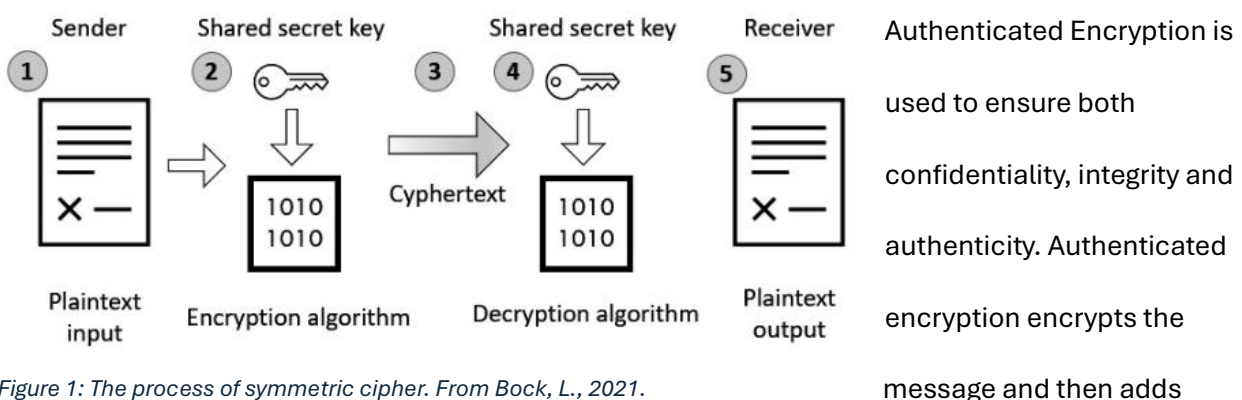 Sender
Shared secret key
Shared secret key
Receiver
1
2
3
4
5
1010
1010
Cyphertext
1010
1010
Plaintext
input
Encryption algorithm
Decryption algorithm
Plaintext
output
Figure 1: The process of symmetric cipher. From Bock, L., 2021.
Authenticated Encryption is
used to ensure both
confidentiality, integrity and
authenticity. Authenticated
encryption encrypts the
message and then adds